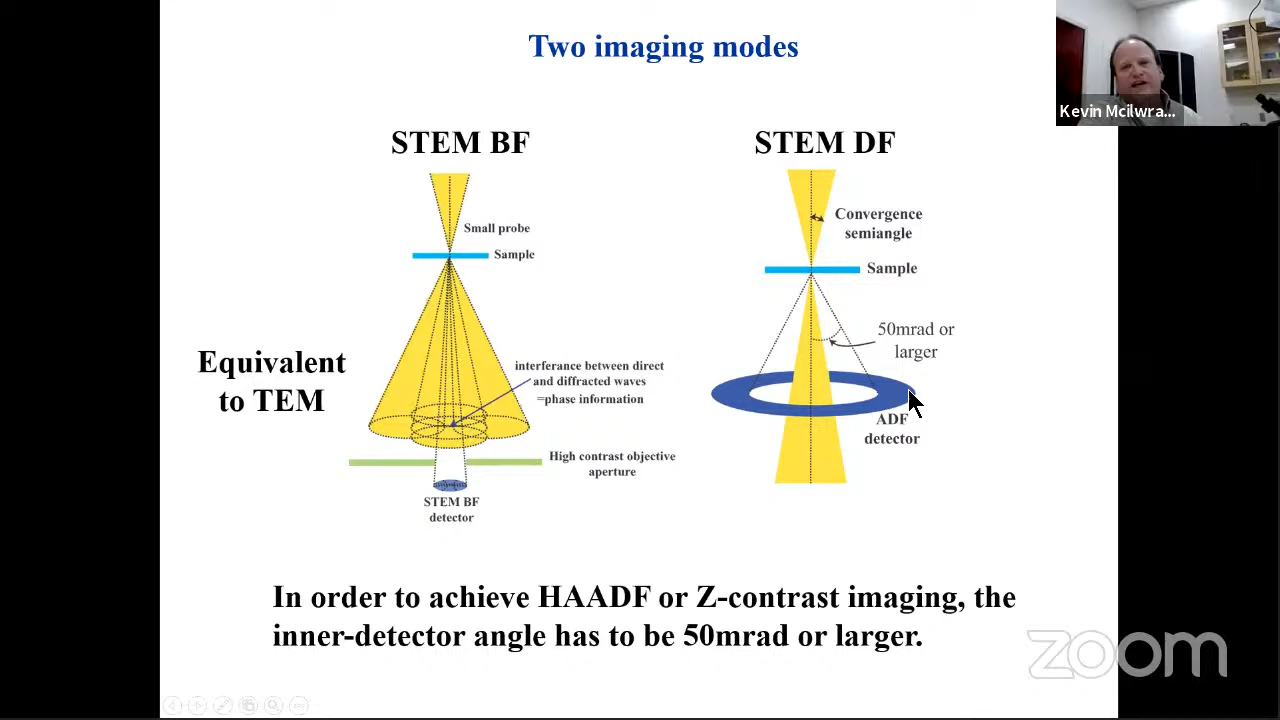 Two imaging modes
Kevin Mcilwra...
STEM BF
STEM DF
Small probe
Sample
Convergence
semiangle
Sample
Equivalent
to TEM
interferance between direct
and diffracted waves
=phase information
50mrad or
larger
ADF
detector
High contrast objective
aperture
STEM BF
detector
In order to achieve HAADF or Z-contrast imaging, the
inner-detector angle has to be 50mrad or larger.
zoom